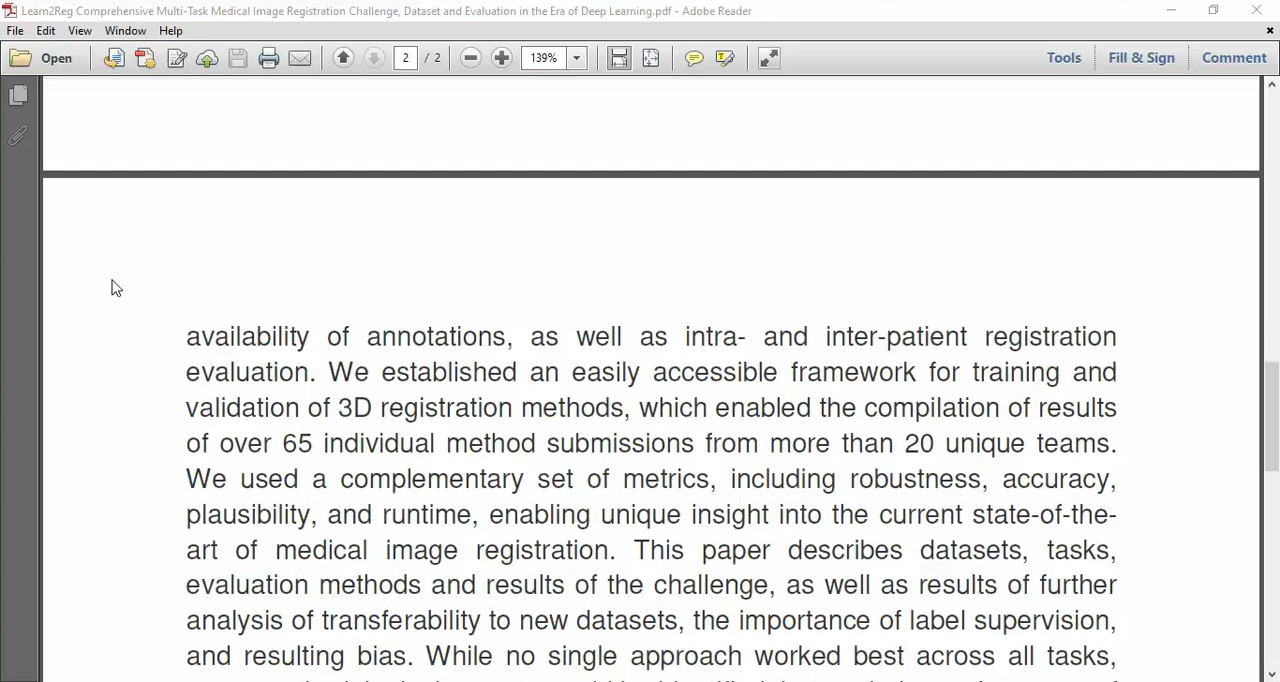 Learn2Reg Comprehensive Multi-Task Medical Image Registration Challenge, Dataset and Evaluation in the Era of Deep Learning.pdf - Adobe Reader
File Edit View Window Help
Open 2 / 2 139% Tools Fill & Sign Comment
availability of annotations, as well as intra- and inter-patient registration
evaluation. We established an easily accessible framework for training and
validation of 3D registration methods, which enabled the compilation of results
of over 65 individual method submissions from more than 20 unique teams.
We used a complementary set of metrics, including robustness, accuracy,
plausibility, and runtime, enabling unique insight into the current state-of-the-
art of medical image registration. This paper describes datasets, tasks,
evaluation methods and results of the challenge, as well as results of further
analysis of transferability to new datasets, the importance of label supervision,
and resulting bias. While no single approach worked best across all tasks,